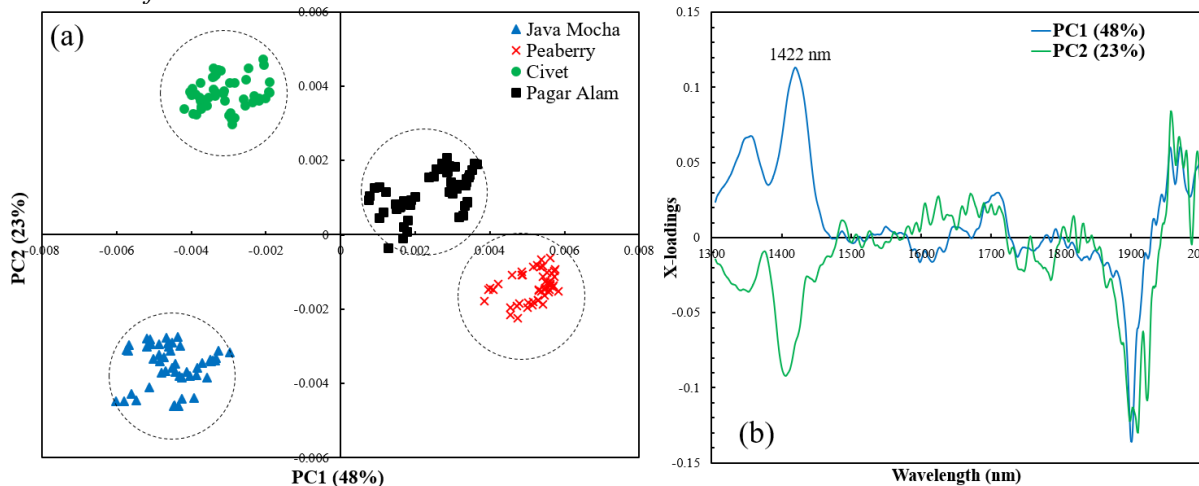 (a)
Java Mocha
Peaberry
Civet
Pagar Alam
0.006
0.004
0.002
0
-0.002
-0.004
-0.006
-0.008
-0.006
-0.004
-0.002
0
0.002
0.004
0.006
0.008
PC2 (23%)
PC1 (48%)
0.15
0.1
0.05
0
-0.05
-0.1
-0.15
1422 nm
PC1 (48%)
PC2 (23%)
X-loadings
1300
1400
1500
1600
1700
1800
1900
(b)
Wavelength (nm)